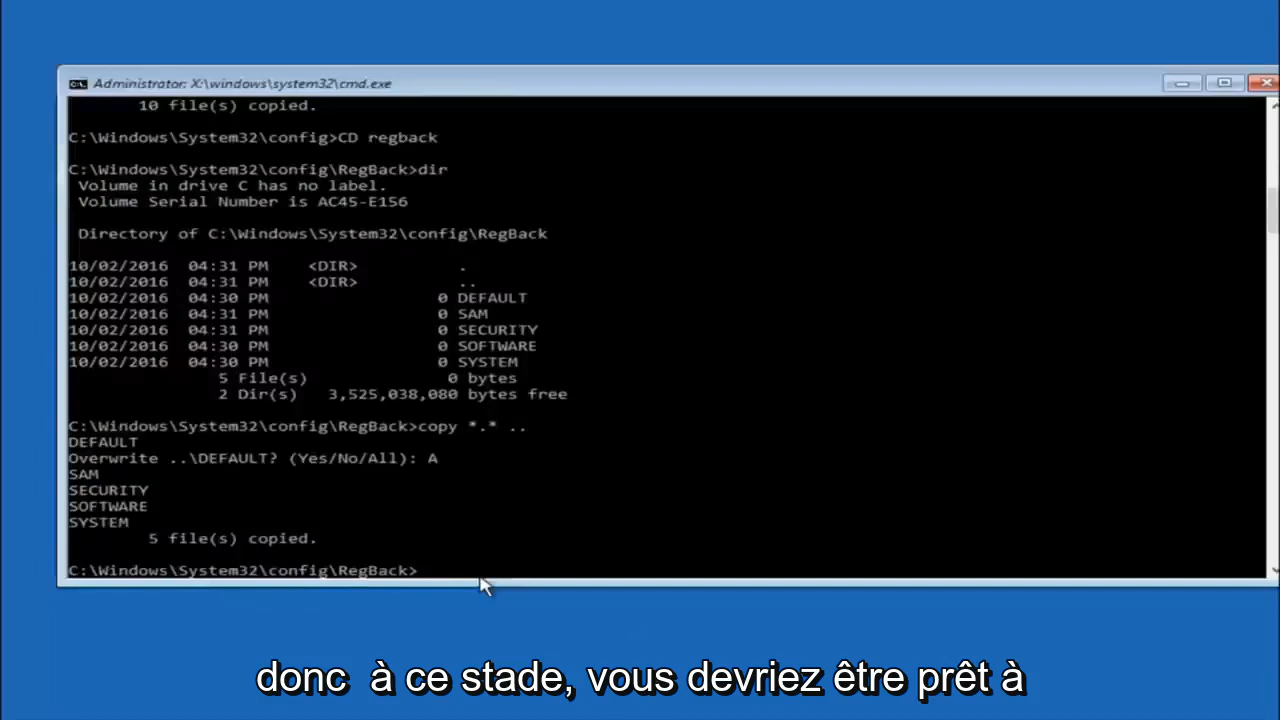 Administrator: X:\windows\system32\cmd.exe
10 file(s) copied.
C:\Windows\System32\config>CD regback
C:\Windows\System32\config\RegBack>dir
Volume in drive C has no label.
Volume Serial Number is AC45-E156
Directory of C:\Windows\System32\config\RegBack
10/02/2016 04:31 PM <DIR> .
10/02/2016 04:31 PM <DIR> ..
10/02/2016 04:30 PM 0 DEFAULT
10/02/2016 04:31 PM 0 SAM
10/02/2016 04:31 PM 0 SECURITY
10/02/2016 04:30 PM 0 SOFTWARE
10/02/2016 04:30 PM 0 SYSTEM
5 File(s) 0 bytes
2 Dir(s) 3,525,038,080 bytes free
C:\Windows\System32\config\RegBack>copy *.* ..
DEFAULT
Overwrite ..\DEFAULT? (Yes/No/All): A
SAM
SECURITY
SOFTWARE
SYSTEM
5 file(s) copied.
C:\Windows\System32\config\RegBack>
donc à ce stade, vous devriez être prêt à